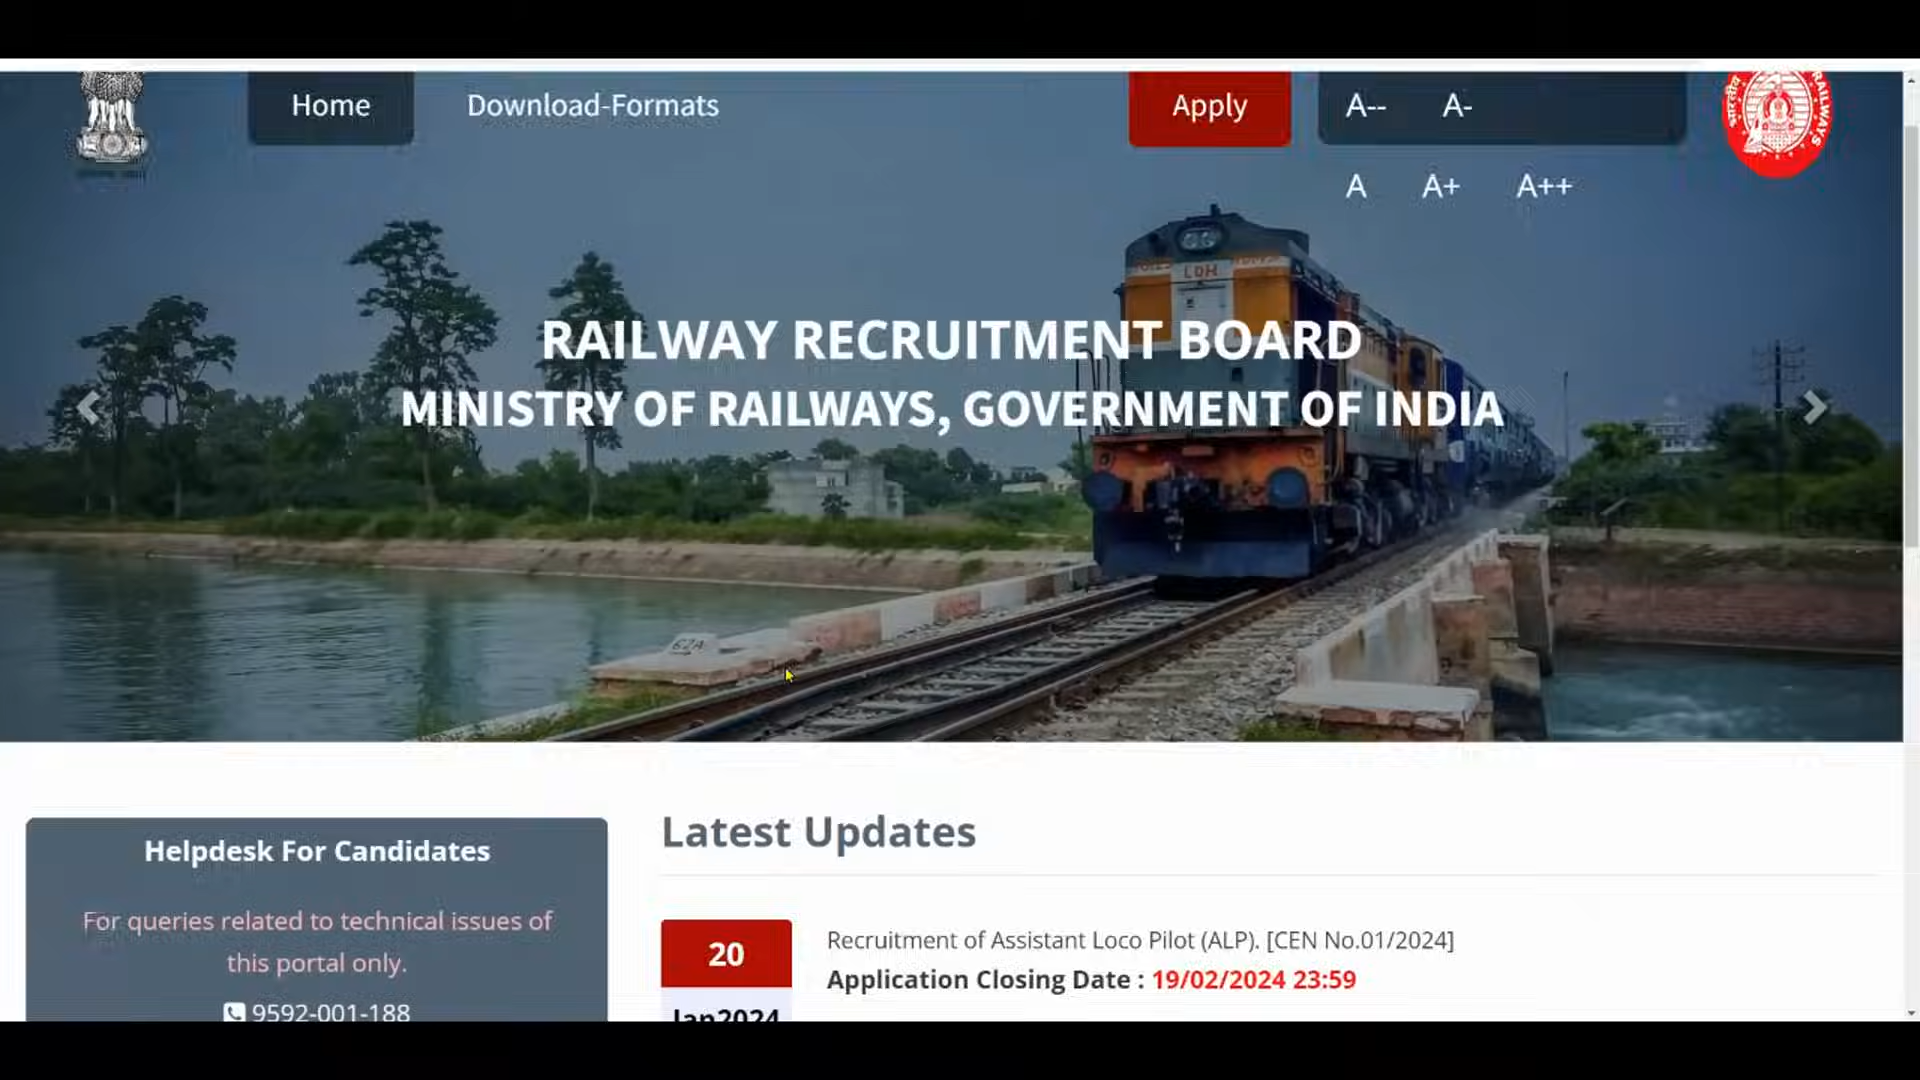 Home
Download-Formats
Apply
A-- A-
A A+ A++
RAILWAYS
LDH
RAILWAY RECRUITMENT BOARD
MINISTRY OF RAILWAYS, GOVERNMENT OF INDIA
62A
Helpdesk For Candidates
For queries related to technical issues of
this portal only.
9592-001-188
Latest Updates
20
Jan2024
Recruitment of Assistant Loco Pilot (ALP). [CEN No.01/2024]
Application Closing Date : 19/02/2024 23:59